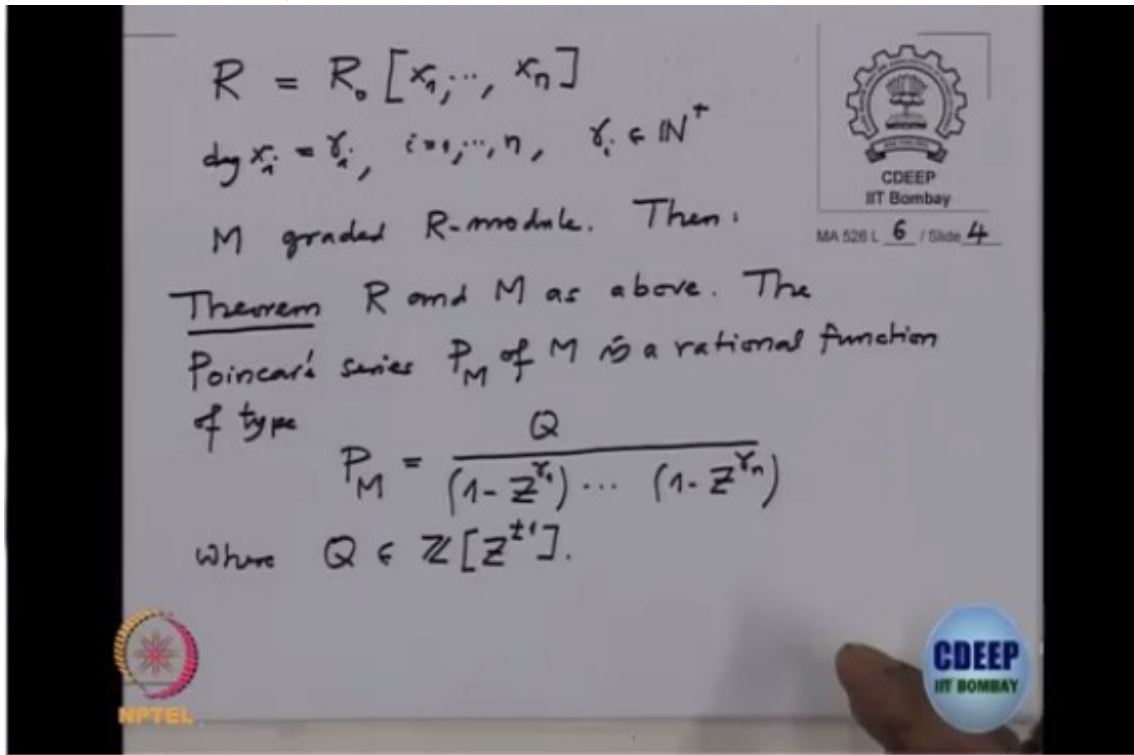 R = R₀ [x₁, ..., xₙ]
deg xᵢ = γᵢ, i=1, ..., n, γᵢ ∈ ℕ⁺
M graded R-module. Then:
Theorem R and M as above. The
Poincaré series P_M of M is a rational function
of type
P_M = Q / (1 - Z^γ₁) ... (1 - Z^γₙ)
where Q ∈ ℤ[Z^±1].
CDEEP
IIT Bombay
MA 526 L 6 / Slide 4
NPTEL
CDEEP
IIT BOMBAY